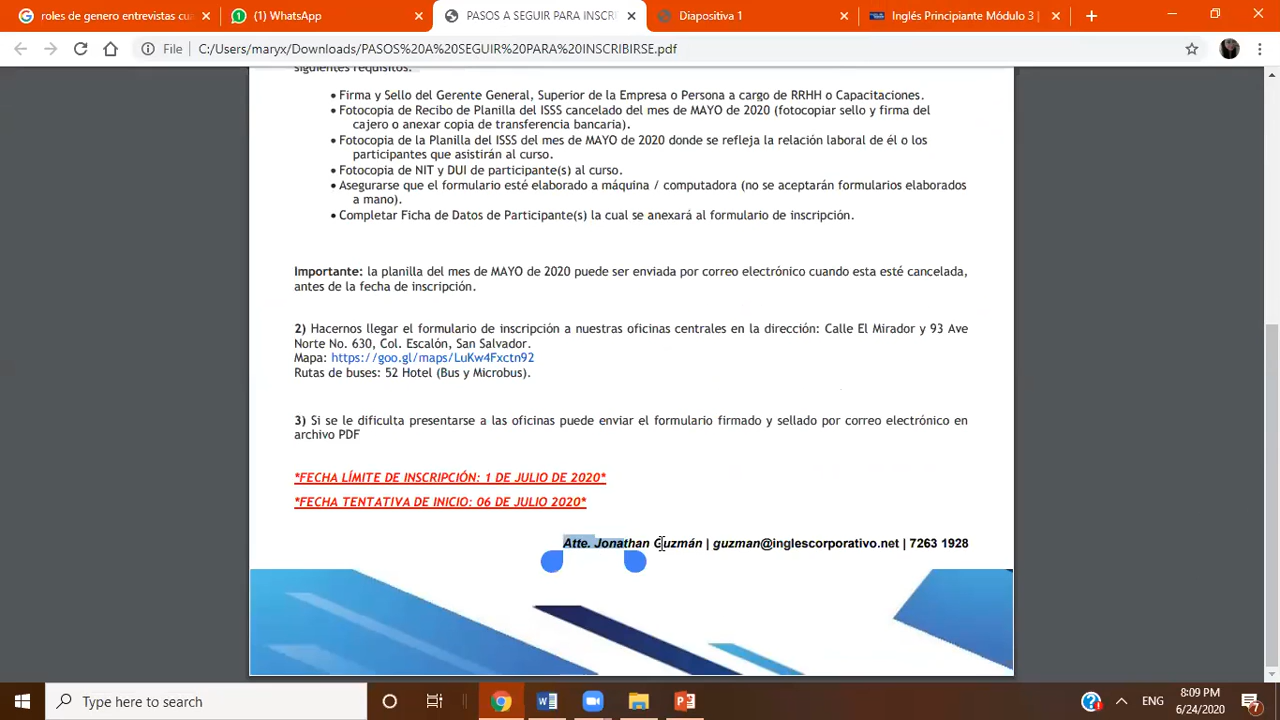 roles de genero entrevistas cua
(1) WhatsApp
PASOS A SEGUIR PARA INSCRI
Diapositiva 1
Inglés Principiante Módulo 3 |
File
C:/Users/maryx/Downloads/PASOS%20A%20SEGUIR%20PARA%20INSCRIBIRSE.pdf
siguientes requisitos.
• Firma y Sello del Gerente General, Superior de la Empresa o Persona a cargo de RRHH o Capacitaciones.
• Fotocopia de Recibo de Planilla del ISSS cancelado del mes de MAYO de 2020 (fotocopiar sello y firma del
cajero o anexar copia de transferencia bancaria).
• Fotocopia de la Planilla del ISSS del mes de MAYO de 2020 donde se refleja la relación laboral de él o los
participantes que asistirán al curso.
• Fotocopia de NIT y DUI de participante(s) al curso.
• Asegurarse que el formulario esté elaborado a máquina / computadora (no se aceptarán formularios elaborados
a mano).
• Completar Ficha de Datos de Participante(s) la cual se anexará al formulario de inscripción.
Importante: la planilla del mes de MAYO de 2020 puede ser enviada por correo electrónico cuando esta esté cancelada,
antes de la fecha de inscripción.
2) Hacernos llegar el formulario de inscripción a nuestras oficinas centrales en la dirección: Calle El Mirador y 93 Ave
Norte No. 630, Col. Escalón, San Salvador.
Mapa: https://goo.gl/maps/LuKw4Fxctn92
Rutas de buses: 52 Hotel (Bus y Microbus).
3) Si se le dificulta presentarse a las oficinas puede enviar el formulario firmado y sellado por correo electrónico en
archivo PDF
*FECHA LÍMITE DE INSCRIPCIÓN: 1 DE JULIO DE 2020*
*FECHA TENTATIVA DE INICIO: 06 DE JULIO 2020*
Atte. Jonathan Guzmán | guzman@inglescorporativo.net | 7263 1928
Type here to search
ENG
8:09 PM
6/24/2020
7